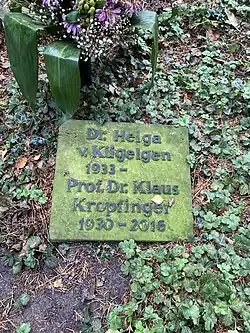 Dr. Helga
v. Kügelgen
1933 -
Prof. Dr. Klaus
Kropfinger
1930 - 2016